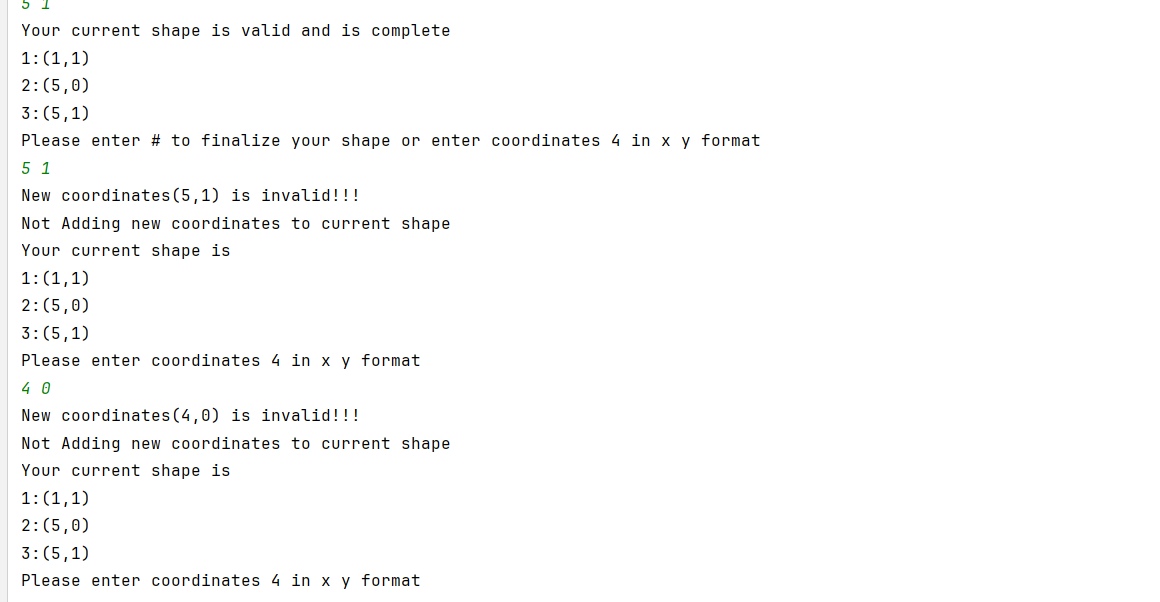 5 1
Your current shape is valid and is complete
1:(1,1)
2:(5,0)
3:(5,1)
Please enter # to finalize your shape or enter coordinates 4 in x y format
5 1
New coordinates(5,1) is invalid!!!
Not Adding new coordinates to current shape
Your current shape is
1:(1,1)
2:(5,0)
3:(5,1)
Please enter coordinates 4 in x y format
4 0
New coordinates(4,0) is invalid!!!
Not Adding new coordinates to current shape
Your current shape is
1:(1,1)
2:(5,0)
3:(5,1)
Please enter coordinates 4 in x y format